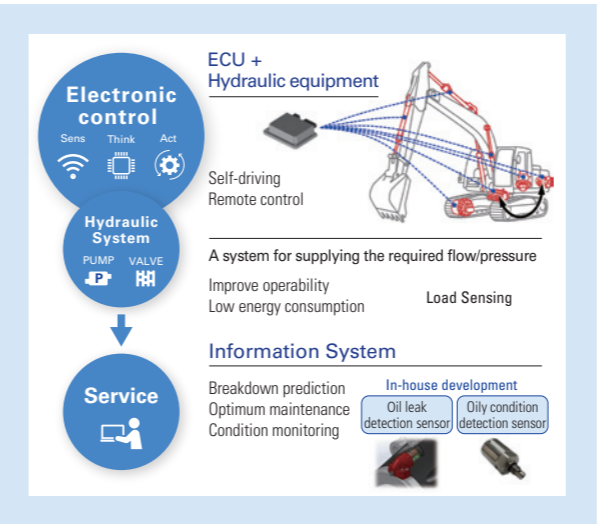 Electronic
control
Sens Think Act
Hydraulic
System
PUMP VALVE
P
Service
ECU +
Hydraulic equipment
Self-driving
Remote control
A system for supplying the required flow/pressure
Improve operability
Low energy consumption
Load Sensing
Information System
Breakdown prediction
Optimum maintenance
Condition monitoring
In-house development
Oil leak
detection sensor
Oily condition
detection sensor